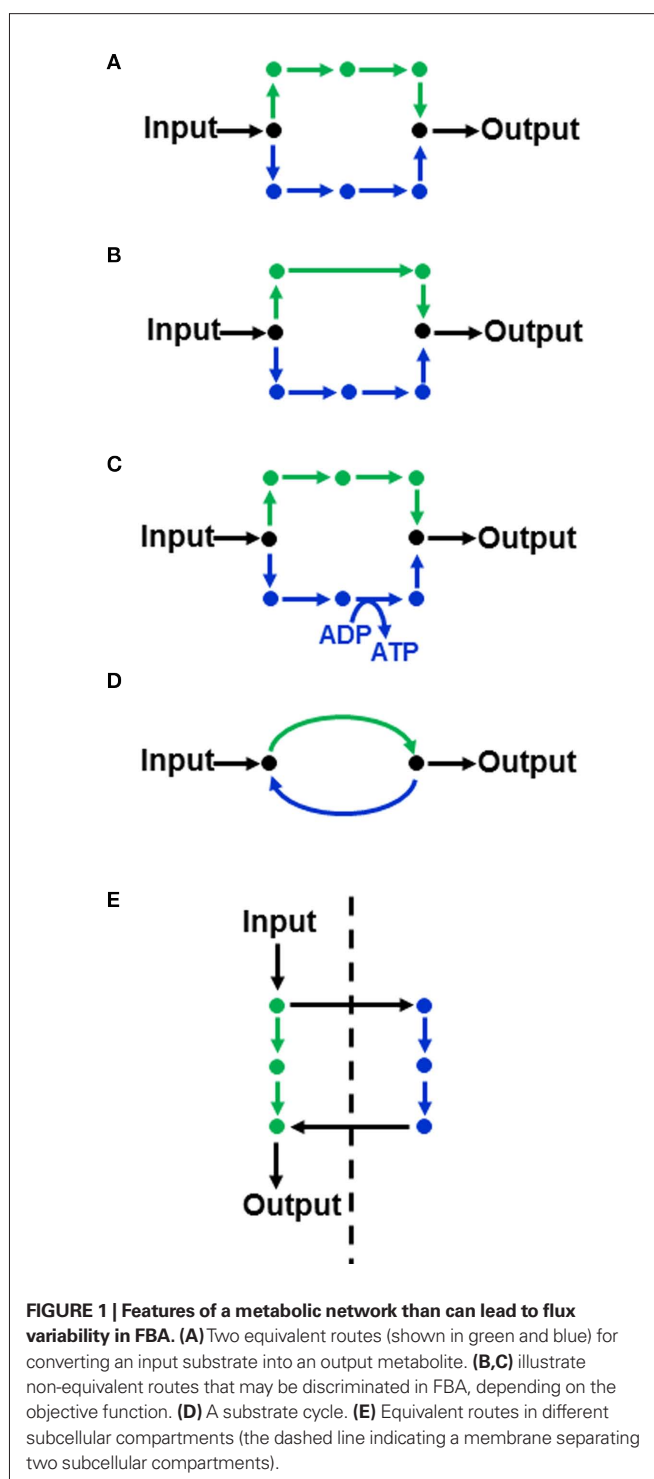 A
Input
Output
B
Input
Output
C
Input
Output
ADP
ATP
D
Input
Output
E
Input
Output
FIGURE 1 | Features of a metabolic network than can lead to flux
variability in FBA. (A) Two equivalent routes (shown in green and blue) for
converting an input substrate into an output metabolite. (B,C) illustrate
non-equivalent routes that may be discriminated in FBA, depending on the
objective function. (D) A substrate cycle. (E) Equivalent routes in different
subcellular compartments (the dashed line indicating a membrane separating
two subcellular compartments).